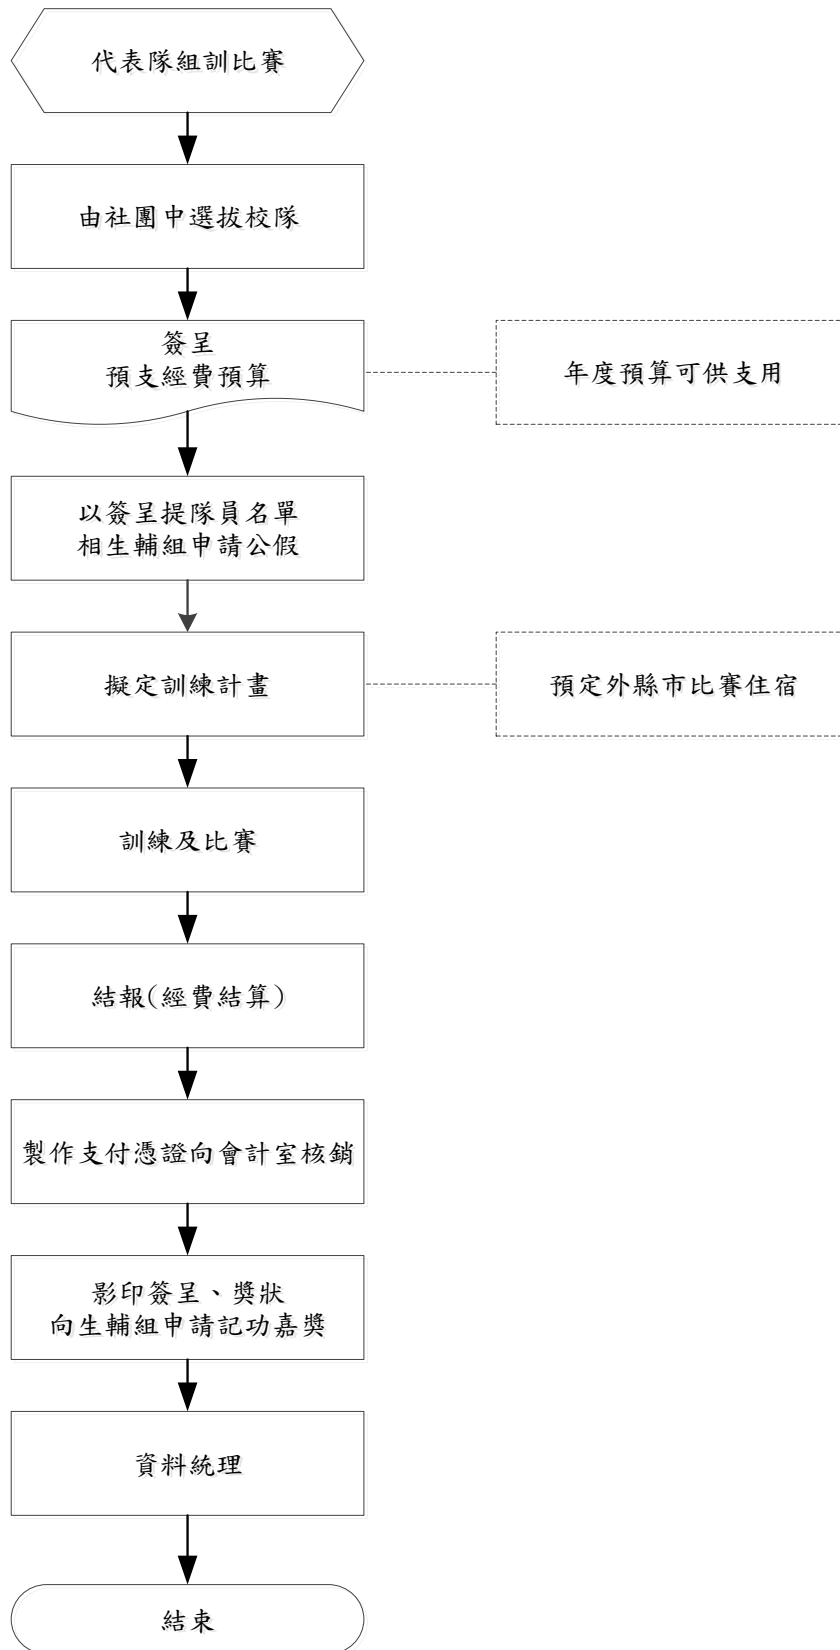 代表隊組訓比賽
由社團中選拔校隊
簽呈
預支經費預算
年度預算可供支用
以簽呈提隊員名單
相生輔組申請公假
擬定訓練計畫
預定外縣市比賽住宿
訓練及比賽
結報(經費結算)
製作支付憑證向會計室核銷
影印簽呈、獎狀
向生輔組申請記功嘉獎
資料統理
結束